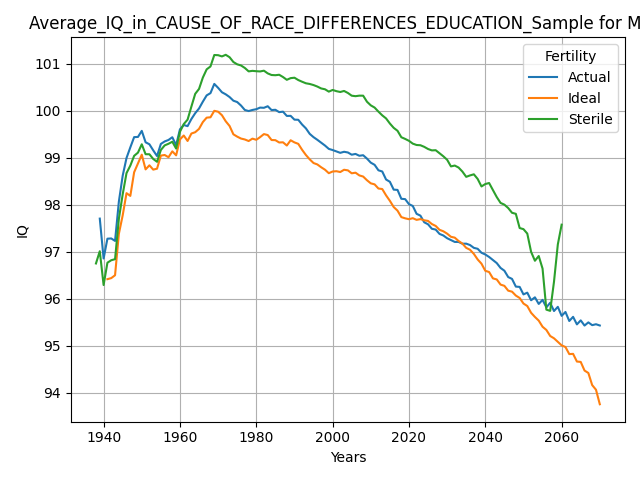 Average_IQ_in_CAUSE_OF_RACE_DIFFERENCES_EDUCATION_Sample for M
Fertility
Actual
Ideal
Sterile
IQ
101
100
99
98
97
96
95
94
1940 1960 1980 2000 2020 2040 2060
Years